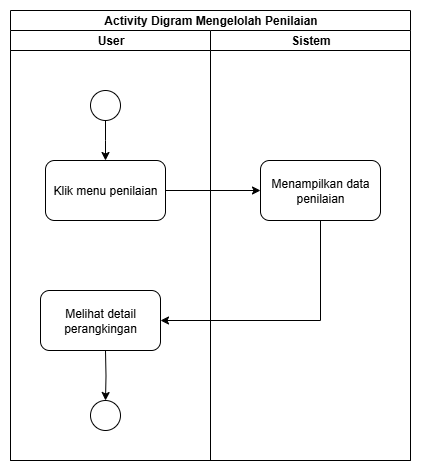 Activity Digram Mengelolah Penilaian
User
Sistem
Klik menu penilaian
Menampilkan data
penilaian
Melihat detail
perangkingan